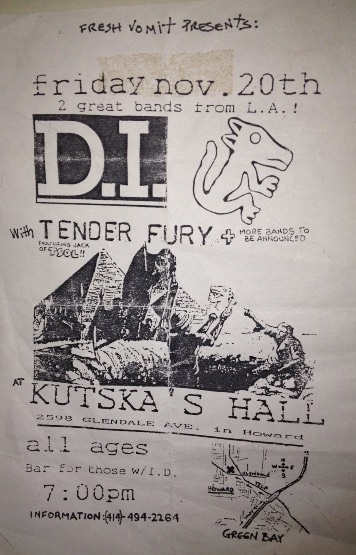 FRESH VOMIT PRESENTS:
friday nov. 20th
2 great bands from L.A.!
D.I.
With TENDER FURY + MORE BANDS TO BE ANNOUNCED
FEATURING JACK
OF TSOL!!
AT KUTSKA'S HALL
2598 GLENDALE AVE. in Howard
all ages
Bar for those w/I.D.
7:00pm
INFORMATION:(414)-494-2264
N
W E
S
GLENDALE
HOWARD
GREEN BAY